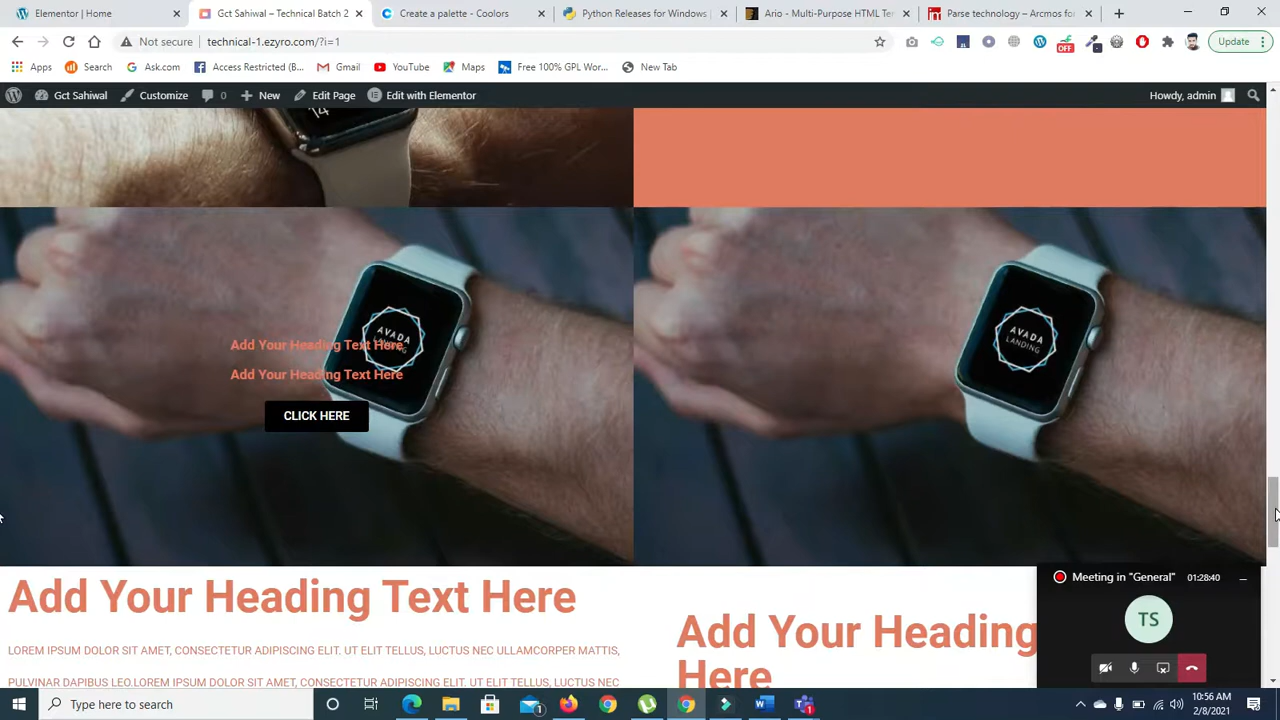 Elementor | Home
Gct Sahiwal – Technical Batch 2
Create a palette - Coolors
Python Releases for Windows
Ario - Multi-Purpose HTML Ter
Parse technology – Arcmos for
Not secure
technical-1.ezyro.com/?i=1
OFF
Update
Apps
Search
Ask.com
Access Restricted (B...
Gmail
YouTube
Maps
Free 100% GPL Wor...
New Tab
Gct Sahiwal
Customize
0
New
Edit Page
Edit with Elementor
Howdy, admin
14
AVADA
LANDING
AVADA
LANDING
Add Your Heading Text Here
Add Your Heading Text Here
CLICK HERE
Add Your Heading Text Here
LOREM IPSUM DOLOR SIT AMET, CONSECTETUR ADIPISCING ELIT. UT ELIT TELLUS, LUCTUS NEC ULLAMCORPER MATTIS,
PULVINAR DAPIBUS LEO.LOREM IPSUM DOLOR SIT AMET, CONSECTETUR ADIPISCING ELIT. UT ELIT TELLUS, LUCTUS NEC
Add Your Heading
Here
Meeting in "General"
01:28:40
TS
Type here to search
10:56 AM
2/8/2021